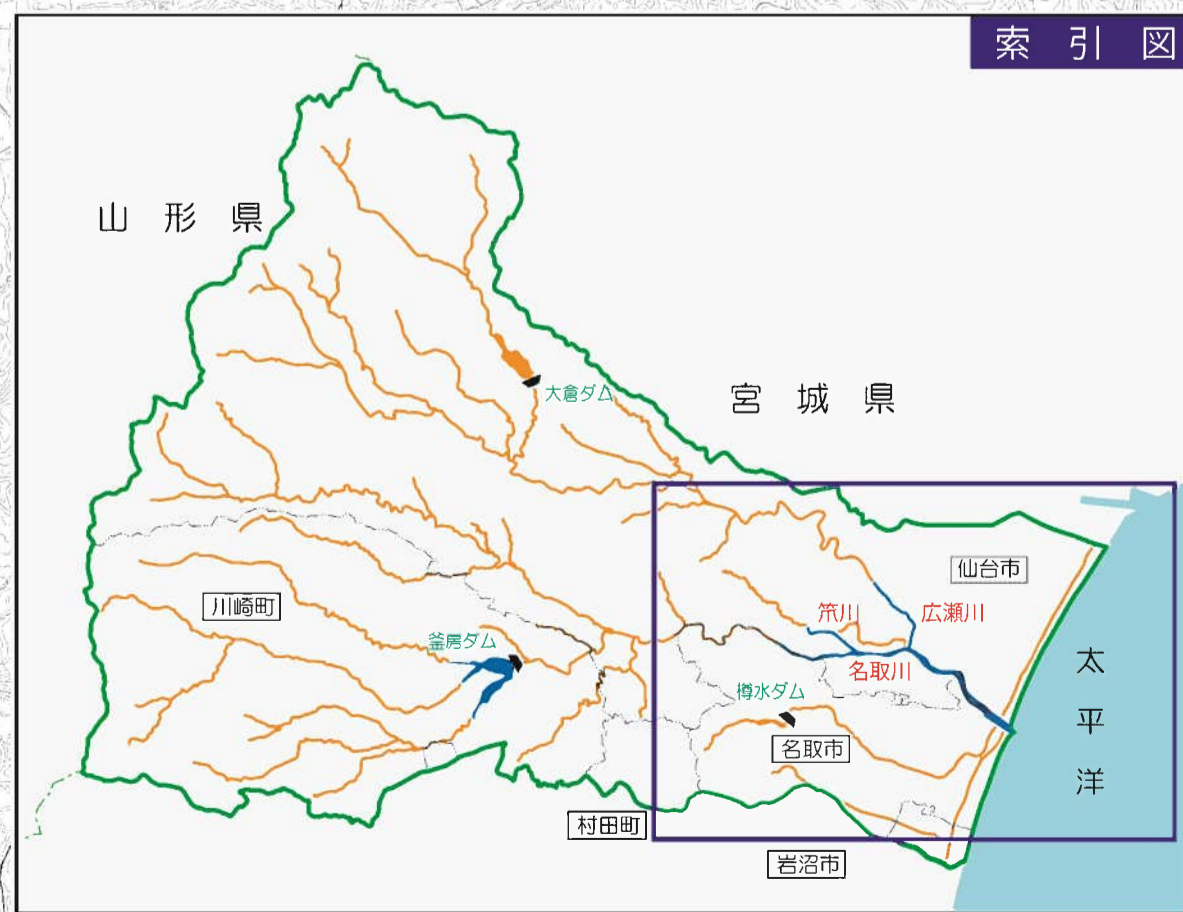 索引図
山形県
大倉ダム
宮城県
仙台市
川崎町
笊川
広瀬川
釜房ダム
名取川
太平洋
樽水ダム
名取市
村田町
岩沼市